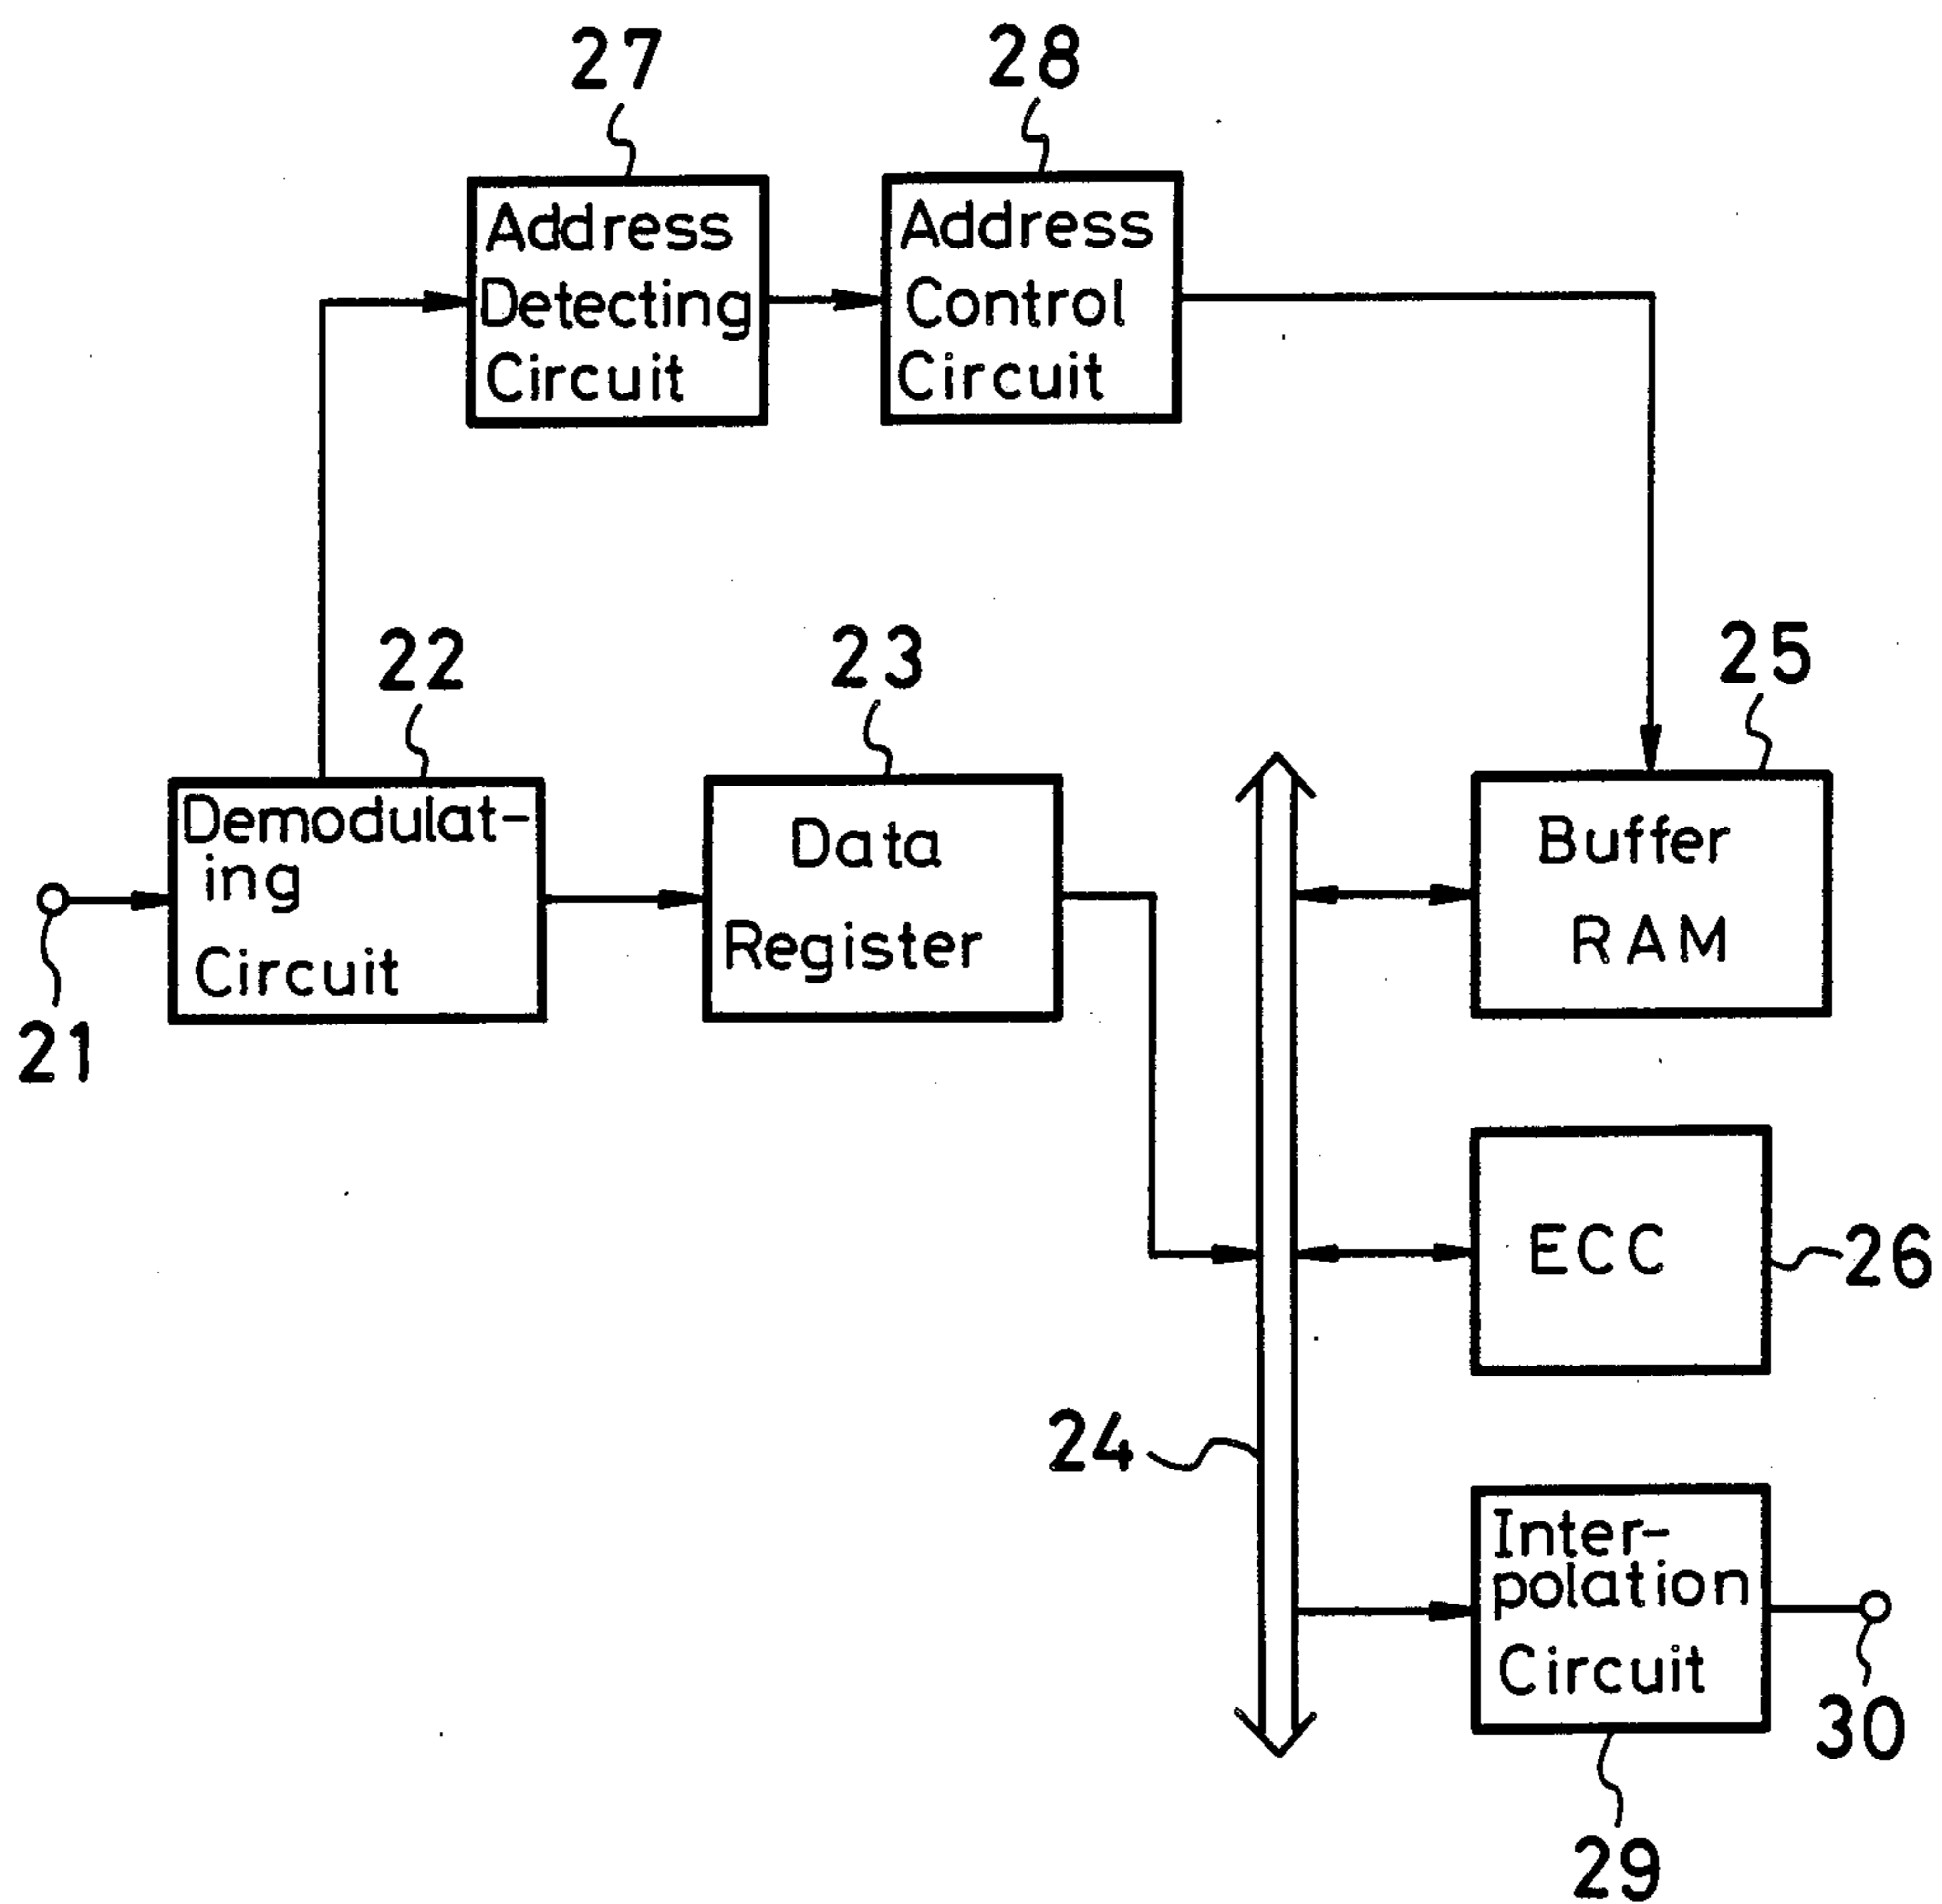 27
28
Address
Detecting
Circuit
Address
Control
Circuit
22
23
25
Demodulat-
ing
Circuit
Data
Register
Buffer
RAM
21
ECC
26
24
Inter-
polation
Circuit
30
29